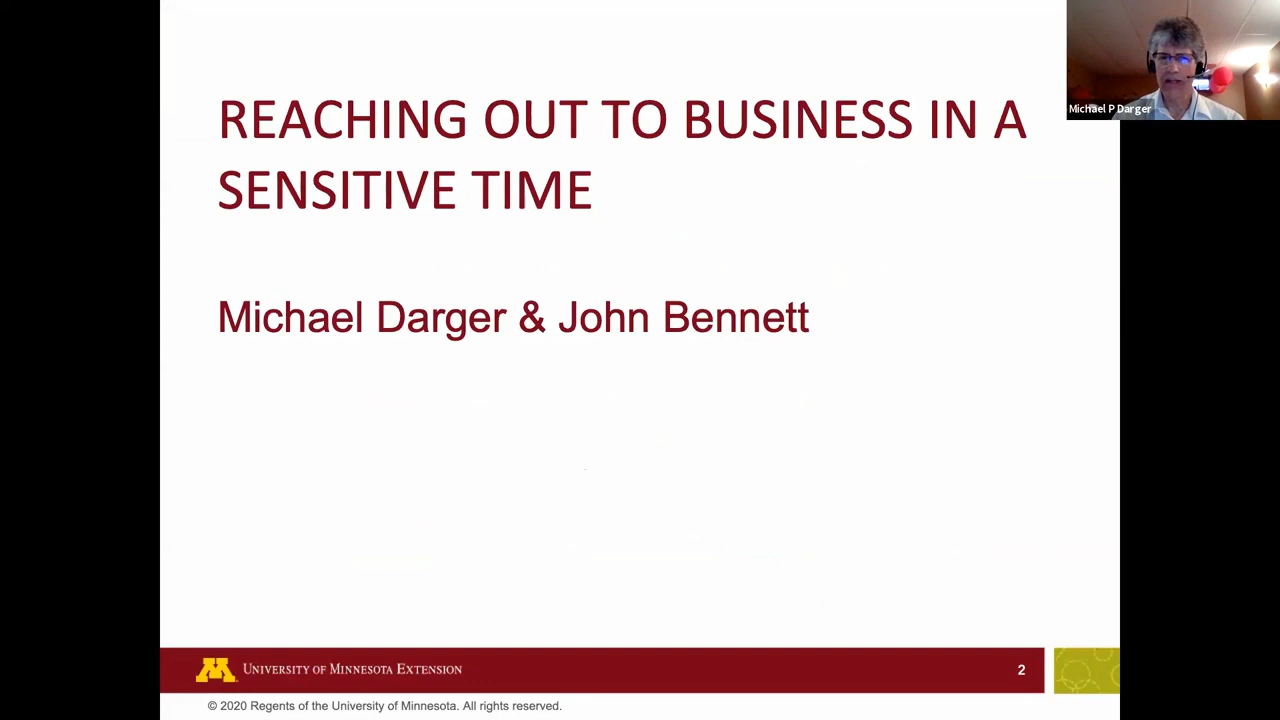 REACHING OUT TO BUSINESS IN A
SENSITIVE TIME
Michael Darger & John Bennett
Michael P Darger
UNIVERSITY OF MINNESOTA EXTENSION
2
© 2020 Regents of the University of Minnesota. All rights reserved.